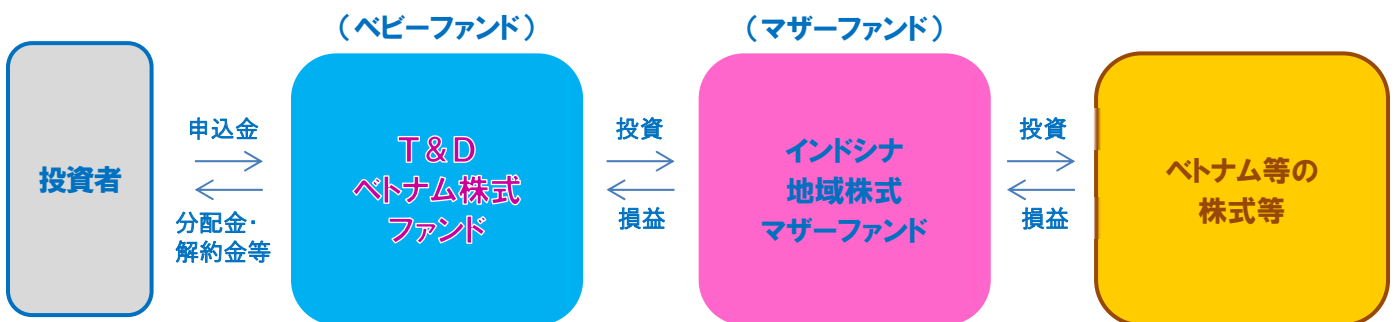 （ベビーファンド）
（マザーファンド）
投資者
申込金
分配金・
解約金等
Ｔ＆Ｄ
ベトナム株式
ファンド
投資
損益
インドシナ
地域株式
マザーファンド
投資
損益
ベトナム等の
株式等